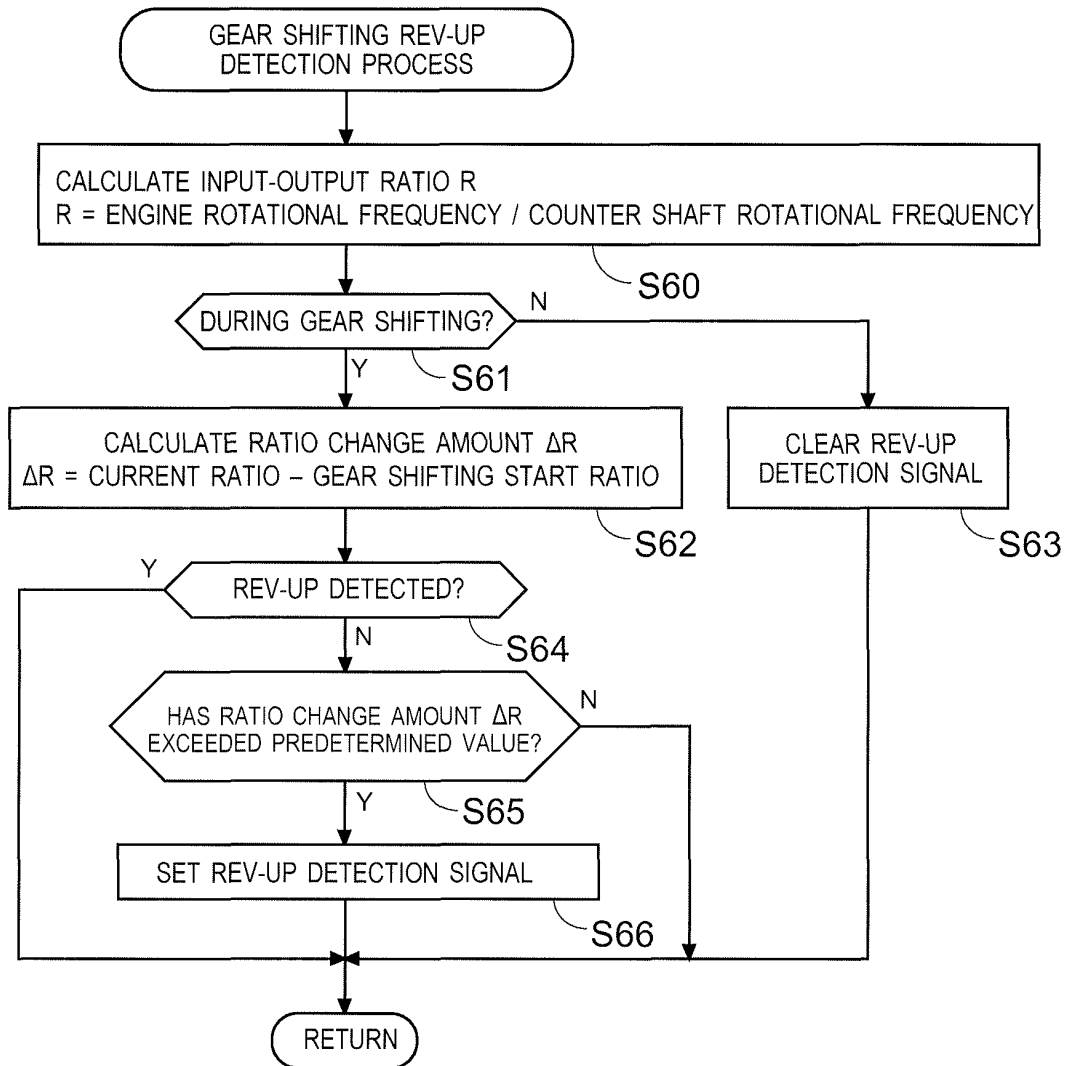 GEAR SHIFTING REV-UP
DETECTION PROCESS
CALCULATE INPUT-OUTPUT RATIO R
R = ENGINE ROTATIONAL FREQUENCY / COUNTER SHAFT ROTATIONAL FREQUENCY
S60
DURING GEAR SHIFTING?
N
Y
S61
CALCULATE RATIO CHANGE AMOUNT ΔR
ΔR = CURRENT RATIO – GEAR SHIFTING START RATIO
S62
CLEAR REV-UP
DETECTION SIGNAL
S63
Y
REV-UP DETECTED?
N
S64
HAS RATIO CHANGE AMOUNT ΔR
EXCEEDED PREDETERMINED VALUE?
N
Y
S65
SET REV-UP DETECTION SIGNAL
S66
RETURN